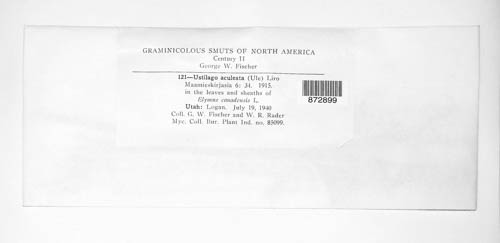 GRAMINICOLOUS SMUTS OF NORTH AMERICA
Century II
George W. Fischer
121—Ustilago aculeata (Ule) Liro
Maanieskirjasia 6: 34. 1915.
in the leaves and sheaths of
Elymus canadensis L.
Utah: Logan. July 19, 1940
Coll. G. W. Fischer and W. R. Rader
Myc. Coll. Bur. Plant Ind. no. 85099.
872899